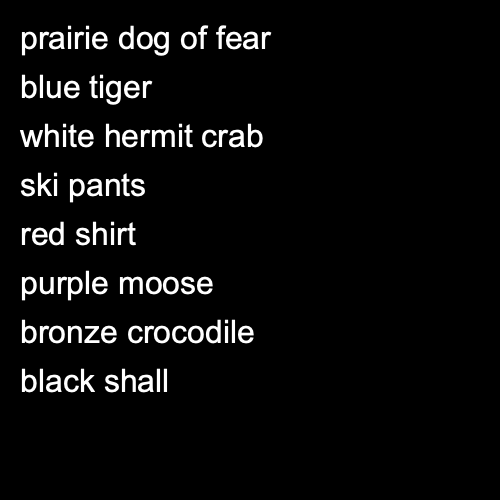 prairie dog of fear
blue tiger
white hermit crab
ski pants
red shirt
purple moose
bronze crocodile
black shall